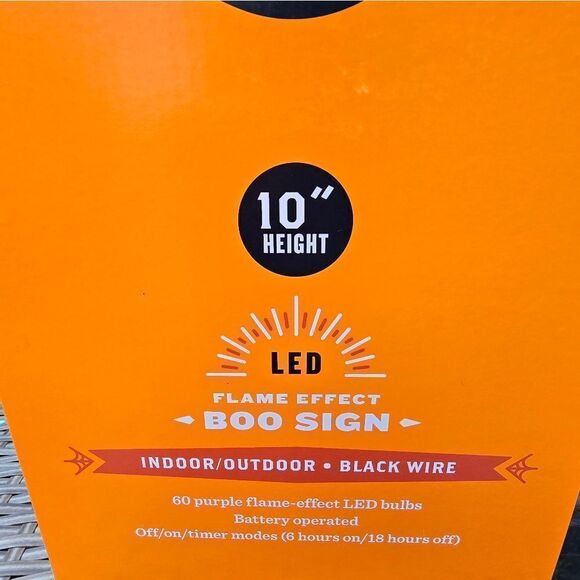 10″
HEIGHT
LED
FLAME EFFECT
BOO SIGN
INDOOR/OUTDOOR • BLACK WIRE
60 purple flame-effect LED bulbs
Battery operated
Off/on/timer modes (6 hours on/18 hours off)